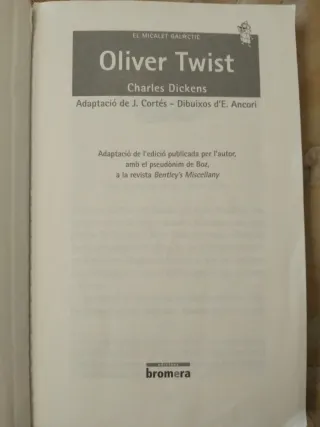 EL MICALET GALÀCTIC
Oliver Twist
Charles Dickens
Adaptació de J. Cortés – Dibuixos d'E. Ancori
Adaptació de l'edició publicada per l'autor,
amb el pseudònim de Boz,
a la revista Bentley's Miscellany
edicions
bromera